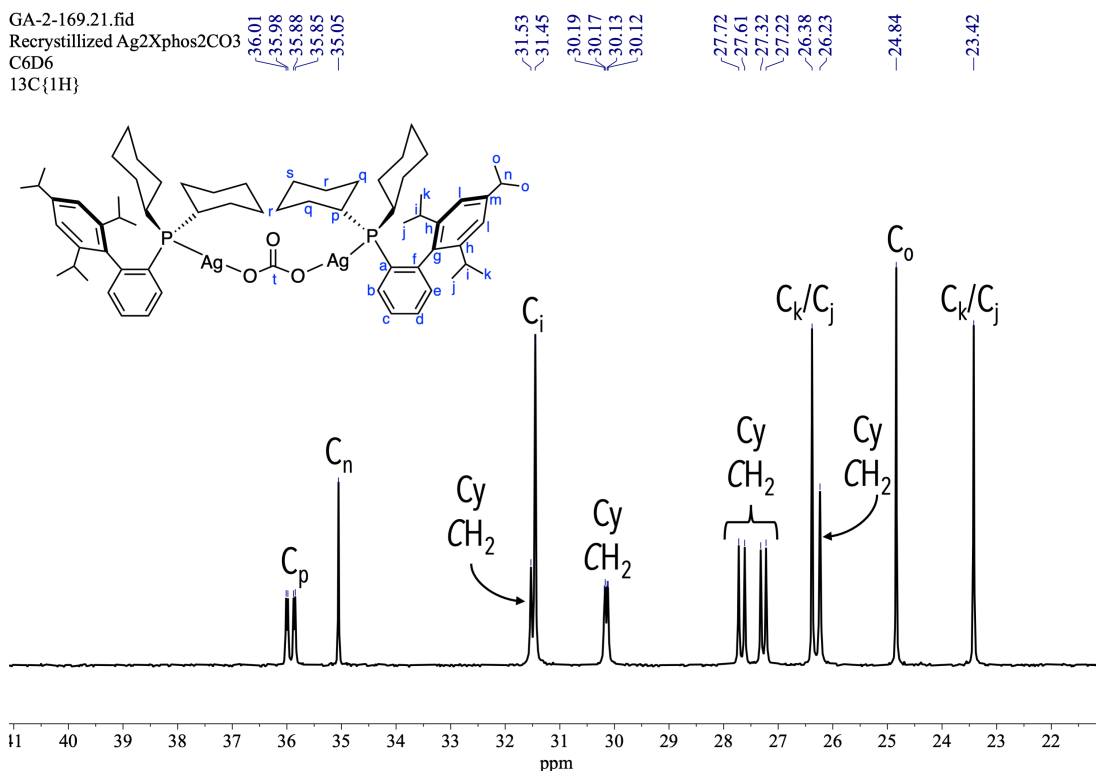 GA-2-169.21.fid
Recrystillized Ag2Xphos2CO3
C6D6
13C{1H}
36.01
35.98
35.88
35.85
35.05
31.53
31.45
30.19
30.17
30.13
30.12
27.72
27.61
27.32
27.22
26.38
26.23
24.84
23.42
P
Ag
O
O
t
O
Ag
P
s
r
q
r
q
p
a
b
c
d
e
f
g
h
h
i
i
j
j
k
k
l
l
m
n
o
o
Cp
Cn
Cy
CH2
Ci
Cy
CH2
Cy
CH2
Ck/Cj
Cy
CH2
Co
Ck/Cj
41 40 39 38 37 36 35 34 33 32 31 30 29 28 27 26 25 24 23 22
ppm